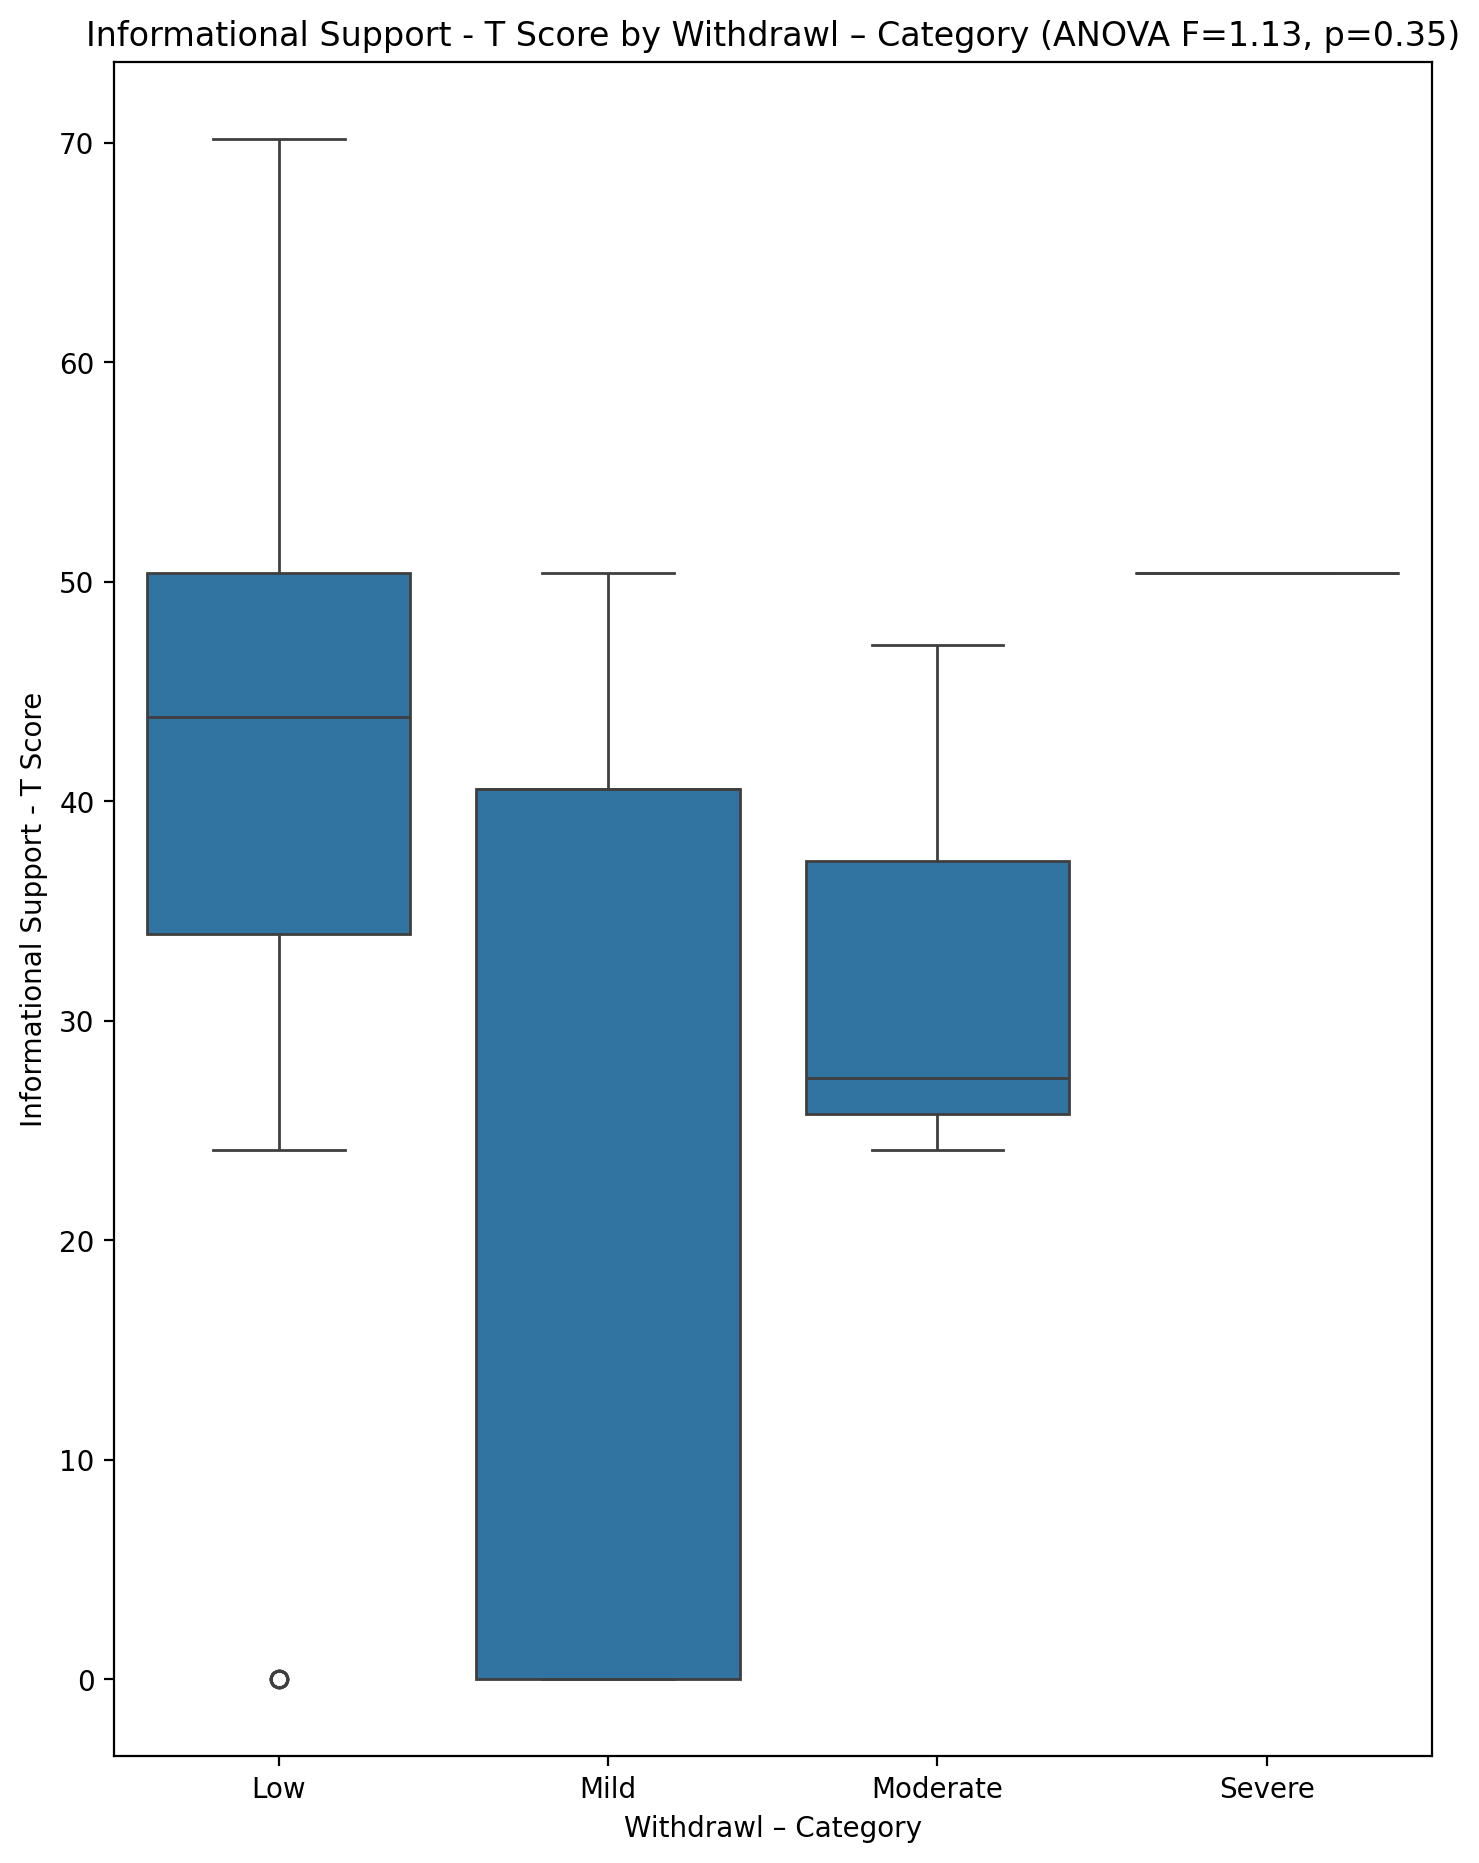 Informational Support - T Score by Withdrawl – Category (ANOVA F=1.13, p=0.35)
Informational Support - T Score
70
60
50
40
30
20
10
0
Low Mild Moderate Severe
Withdrawl – Category